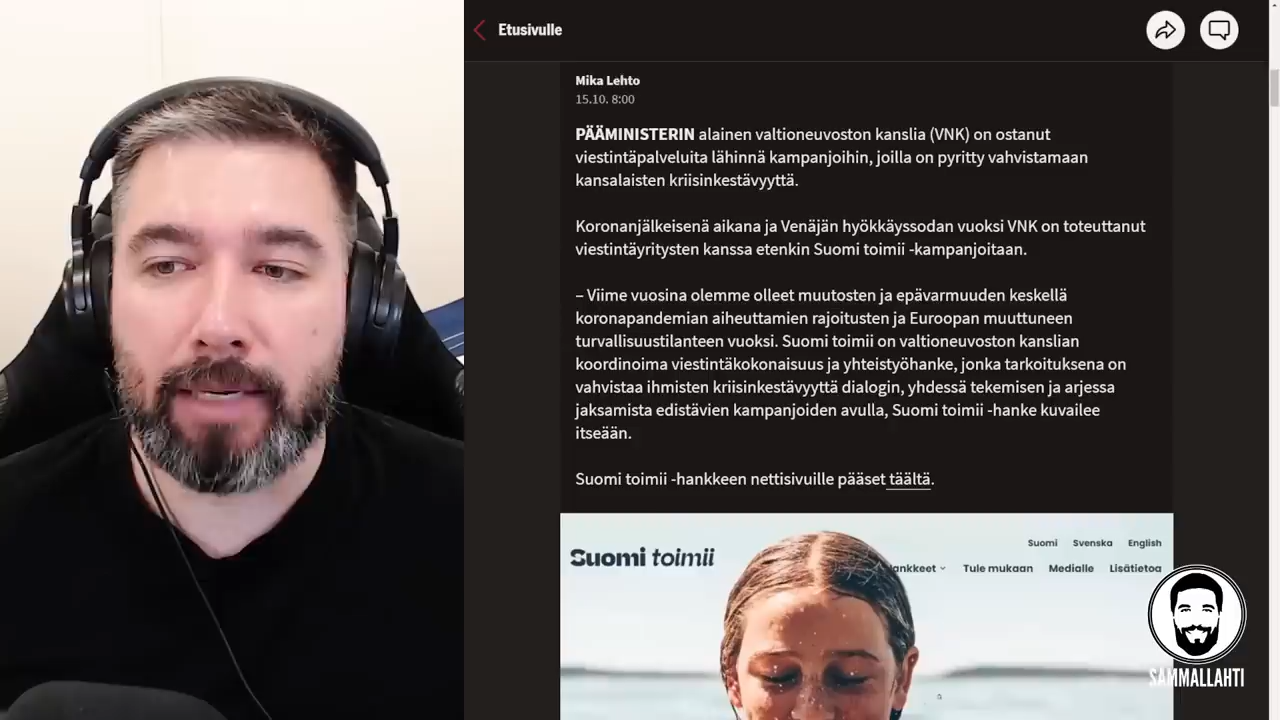 Etusivulle
Mika Lehto
15.10. 8:00
PÄÄMINISTERIN alainen valtioneuvoston kanslia (VNK) on ostanut
viestintäpalveluita lähinnä kampanjoihin, joilla on pyritty vahvistamaan
kansalaisten kriisinkestävyyttä.
Koronanjälkeisenä aikana ja Venäjän hyökkäyssodan vuoksi VNK on toteuttanut
viestintäyritysten kanssa etenkin Suomi toimii -kampanjoitaan.
– Viime vuosina olemme olleet muutosten ja epävarmuuden keskellä
koronapandemian aiheuttamien rajoitusten ja Euroopan muuttuneen
turvallisuustilanteen vuoksi. Suomi toimii on valtioneuvoston kanslian
koordinoima viestintäkokonaisuus ja yhteistyöhanke, jonka tarkoituksena on
vahvistaa ihmisten kriisinkestävyyttä dialogin, yhdessä tekemisen ja arjessa
jaksamista edistävien kampanjoiden avulla, Suomi toimii -hanke kuvailee
itseään.
Suomi toimii -hankkeen nettisivuille pääset täältä.
Suomi Svenska English
Suomi toimii
ankkeet Tule mukaan Medialle Lisätietoa
SAMMALLAHTI